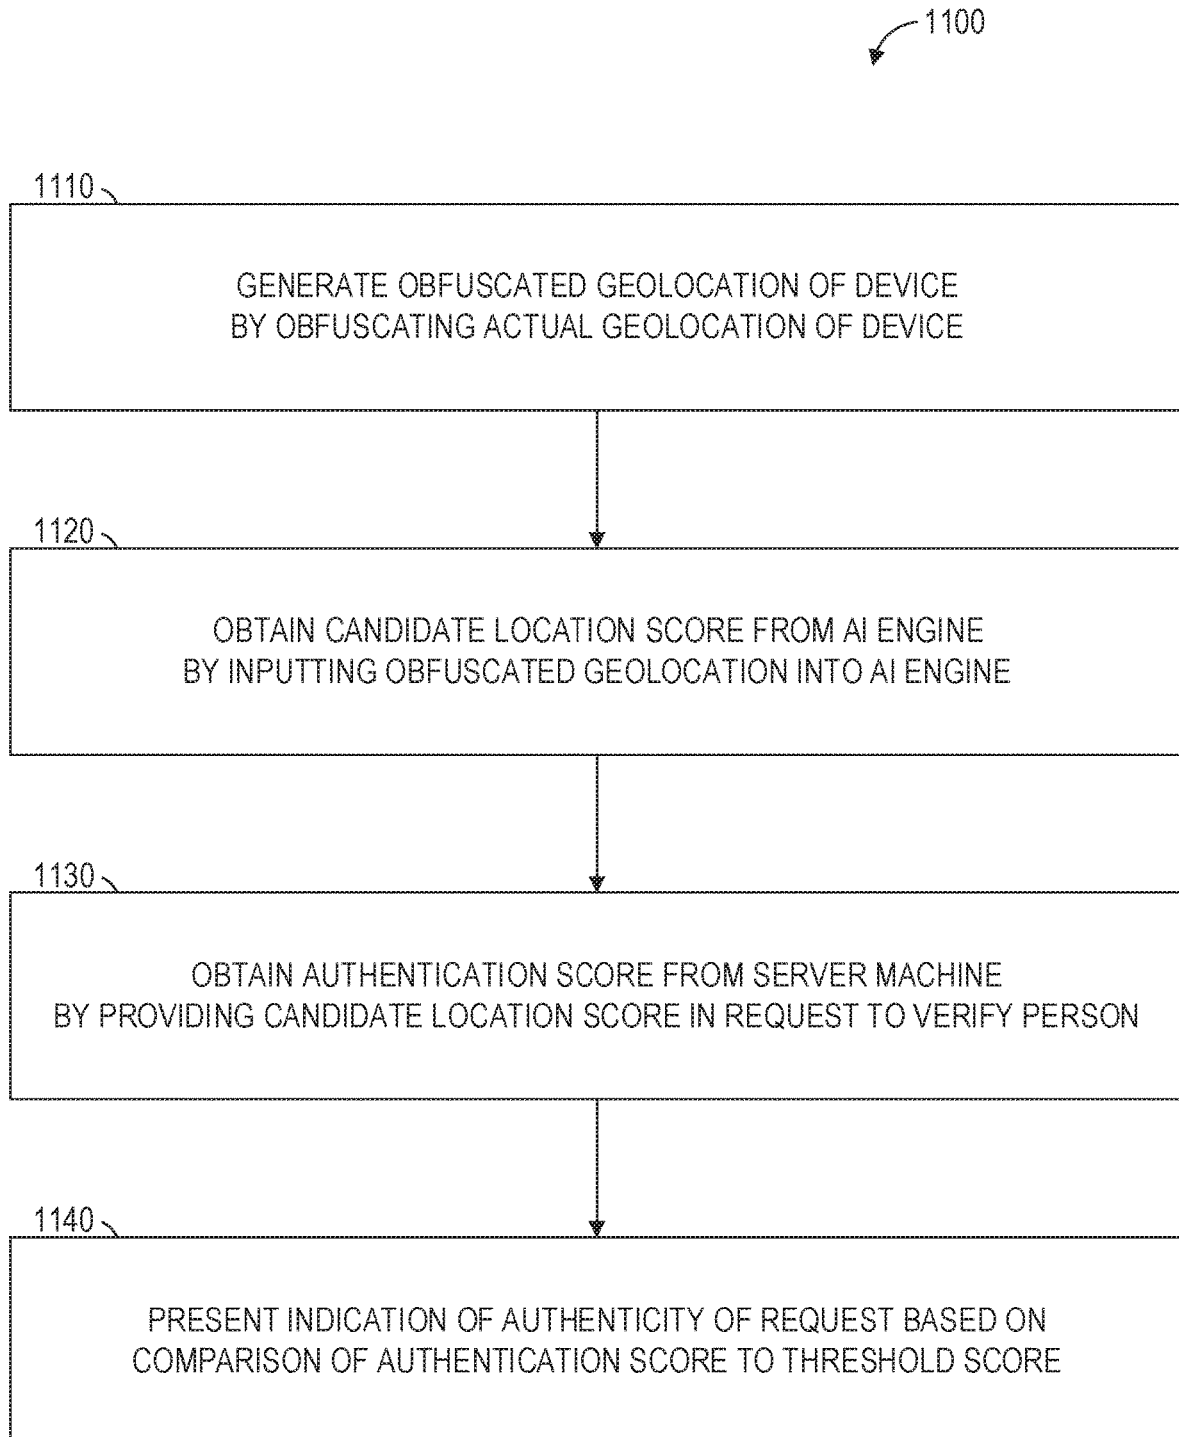 1100
1110
GENERATE OBFUSCATED GEOLOCATION OF DEVICE
BY OBFUSCATING ACTUAL GEOLOCATION OF DEVICE
1120
OBTAIN CANDIDATE LOCATION SCORE FROM AI ENGINE
BY INPUTTING OBFUSCATED GEOLOCATION INTO AI ENGINE
1130
OBTAIN AUTHENTICATION SCORE FROM SERVER MACHINE
BY PROVIDING CANDIDATE LOCATION SCORE IN REQUEST TO VERIFY PERSON
1140
PRESENT INDICATION OF AUTHENTICITY OF REQUEST BASED ON
COMPARISON OF AUTHENTICATION SCORE TO THRESHOLD SCORE